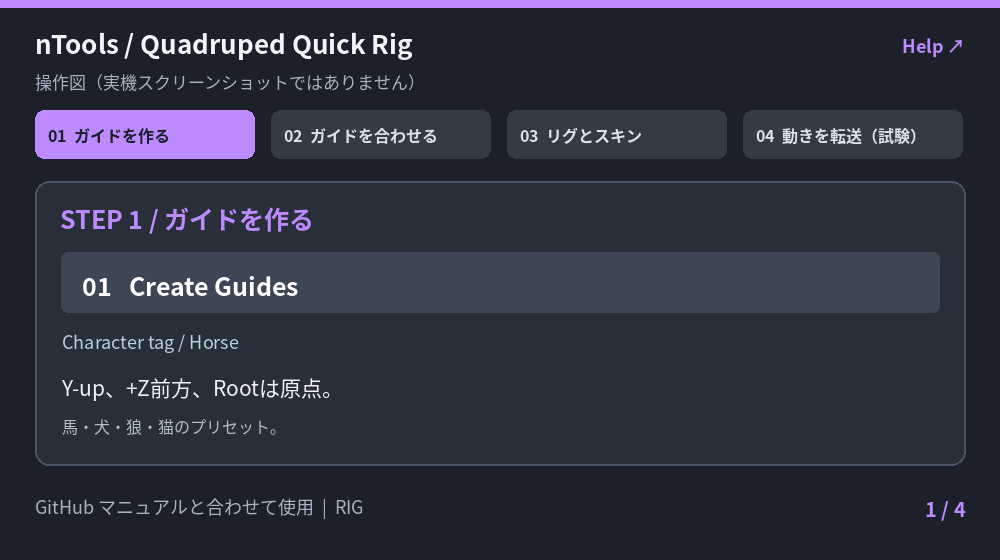 nTools / Quadruped Quick Rig
Help ↗
操作図（実機スクリーンショットではありません）
01 ガイドを作る
02 ガイドを合わせる
03 リグとスキン
04 動きを転送（試験）
STEP 1 / ガイドを作る
01 Create Guides
Character tag / Horse
Y-up、+Z前方、Rootは原点。
馬・犬・狼・猫のプリセット。
GitHub マニュアルと合わせて使用 | RIG
1 / 4